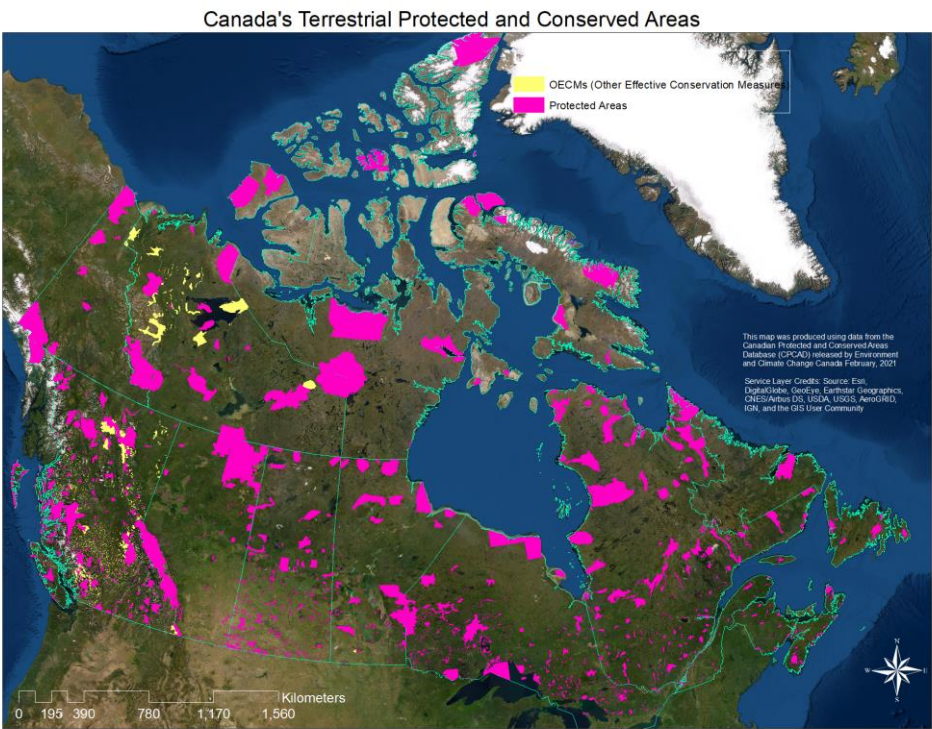 Canada's Terrestrial Protected and Conserved Areas
OECMs (Other Effective Conservation Measures)
Protected Areas
This map was produced using data from the
Canadian Protected and Conserved Areas
Database (CPCAD) released by Environment
and Climate Change Canada February, 2021
Service Layer Credits: Source: Esri,
DigitalGlobe, GeoEye, Earthstar Geographics,
CNES/Airbus DS, USDA, USGS, AeroGRID,
IGN, and the GIS User Community
N
W E
S
Kilometers
0 195 390 780 1,170 1,560